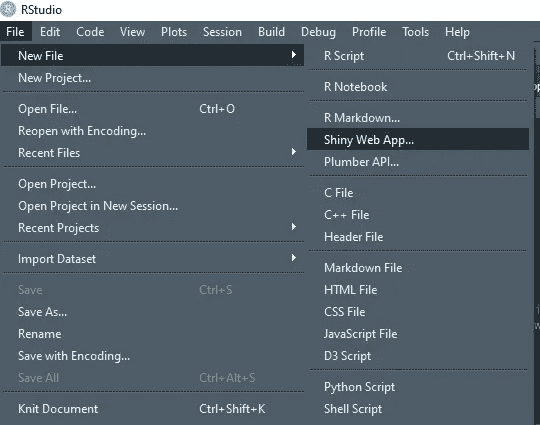 RStudio
File Edit Code View Plots Session Build Debug Profile Tools Help
New File
New Project...
Open File... Ctrl+O
Reopen with Encoding...
Recent Files
Open Project...
Open Project in New Session...
Recent Projects
Import Dataset
Save Ctrl+S
Save As...
Rename
Save with Encoding...
Save All Ctrl+Alt+S
Knit Document Ctrl+Shift+K
R Script Ctrl+Shift+N
R Notebook
R Markdown...
Shiny Web App...
Plumber API...
C File
C++ File
Header File
Markdown File
HTML File
CSS File
JavaScript File
D3 Script
Python Script
Shell Script